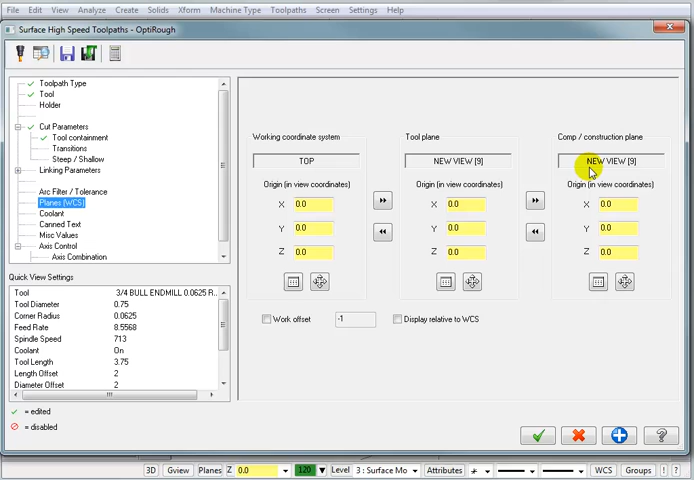 File Edit View Analyze Create Solids Xform Machine Type Toolpaths Screen Settings Help
Surface High Speed Toolpaths - OptiRough
Toolpath Type
Tool
Holder
Cut Parameters
Tool containment
Transitions
Steep / Shallow
Linking Parameters
Arc Filter / Tolerance
Planes (WCS)
Coolant
Canned Text
Misc Values
Axis Control
Axis Combination
Quick View Settings
Tool 3/4 BULL ENDMILL 0.0625 R...
Tool Diameter 0.75
Corner Radius 0.0625
Feed Rate 8.5568
Spindle Speed 713
Coolant On
Tool Length 3.75
Length Offset 2
Diameter Offset 2
= edited
= disabled
Working coordinate system Tool plane Comp / construction plane
TOP NEW VIEW [9] NEW VIEW [9]
Origin (in view coordinates) Origin (in view coordinates) Origin (in view coordinates)
X 0.0 X 0.0 X 0.0
Y 0.0 Y 0.0 Y 0.0
Z 0.0 Z 0.0 Z 0.0
Work offset -1 Display relative to WCS
3D Gview Planes Z 0.0 120 Level 3 : Surface Mo Attributes WCS Groups ! ?